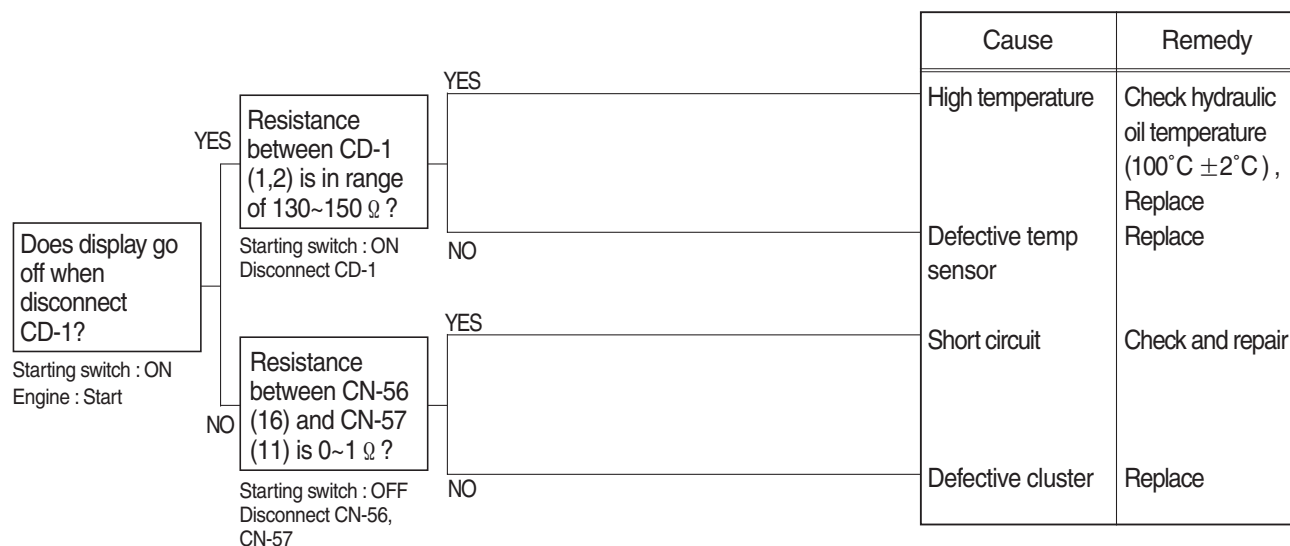 Does display go
off when
disconnect
CD-1?
Starting switch : ON
Engine : Start
YES
Resistance
between CD-1
(1,2) is in range
of 130~150 Ω ?
Starting switch : ON
Disconnect CD-1
YES
NO
NO
Resistance
between CN-56
(16) and CN-57
(11) is 0~1 Ω ?
Starting switch : OFF
Disconnect CN-56,
CN-57
YES
NO
Cause Remedy
High temperature
Check hydraulic
oil temperature
(100˚C ±2˚C ) ,
Replace
Defective temp
sensor
Replace
Short circuit
Check and repair
Defective cluster
Replace